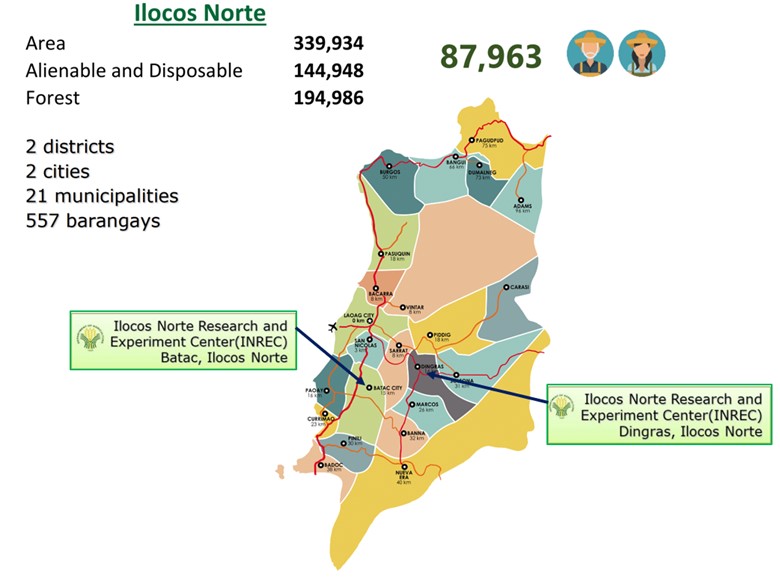 Ilocos Norte
Area 339,934
Alienable and Disposable 144,948
Forest 194,986
87,963
2 districts
2 cities
21 municipalities
557 barangays
PAGUDPUD
75 km
BANGUI
66 km
BURGOS
50 km
DUMALNEG
73 km
ADAMS
96 km
PASUQUIN
18 km
CARASI
BACARRA
8 km
VINTAR
8 km
LAOAG CITY
0 km
PIDDIG
18 km
SAN
NICOLAS
3 km
SARRAT
8 km
DINGRAS
31 km
BATAC CITY
PAOAY
16 km
MARCOS
26 km
CURRIMAO
23 km
BANNA
32 km
PINILI
30 km
BADOC
38 km
NUEVA
ERA
40 km
Ilocos Norte Research and
Experiment Center(INREC)
Batac, Ilocos Norte
Ilocos Norte Research and
Experiment Center(INREC)
Dingras, Ilocos Norte